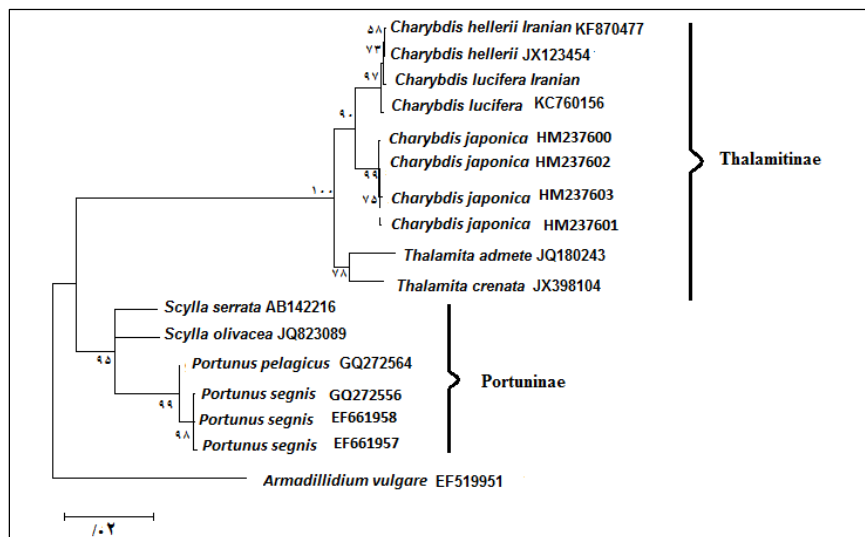 ۵۸
Charybdis hellerii Iranian KF870477
۷۳
Charybdis hellerii JX123454
۹۷
Charybdis lucifera Iranian
Charybdis lucifera KC760156
۹۰
Charybdis japonica HM237600
Charybdis japonica HM237602
Thalamitinae
۹۹
Charybdis japonica HM237603
۷۵
۱۰۰
Charybdis japonica HM237601
Thalamita admete JQ180243
۷۸
Thalamita crenata JX398104
Scylla serrata AB142216
Scylla olivacea JQ823089
۹۵
Portunus pelagicus GQ272564
Portuninae
Portunus segnis GQ272556
۹۹
Portunus segnis EF661958
۹۸
Portunus segnis EF661957
Armadillidium vulgare EF519951
/۰۲